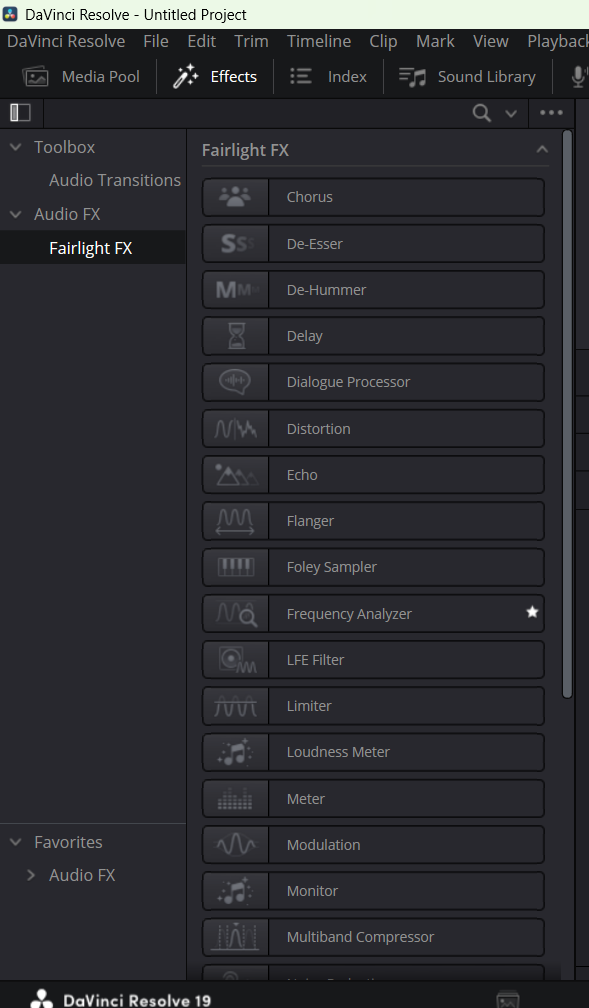 DaVinci Resolve - Untitled Project
DaVinci Resolve File Edit Trim Timeline Clip Mark View Playback
Media Pool Effects Index Sound Library
Toolbox
Audio Transitions
Audio FX
Fairlight FX
Fairlight FX
Chorus
Ss De-Esser
MM De-Hummer
Delay
Dialogue Processor
Distortion
Echo
Flanger
Foley Sampler
Frequency Analyzer
LFE Filter
Limiter
Loudness Meter
Meter
Modulation
Monitor
Multiband Compressor
Favorites
Audio FX
DaVinci Resolve 19